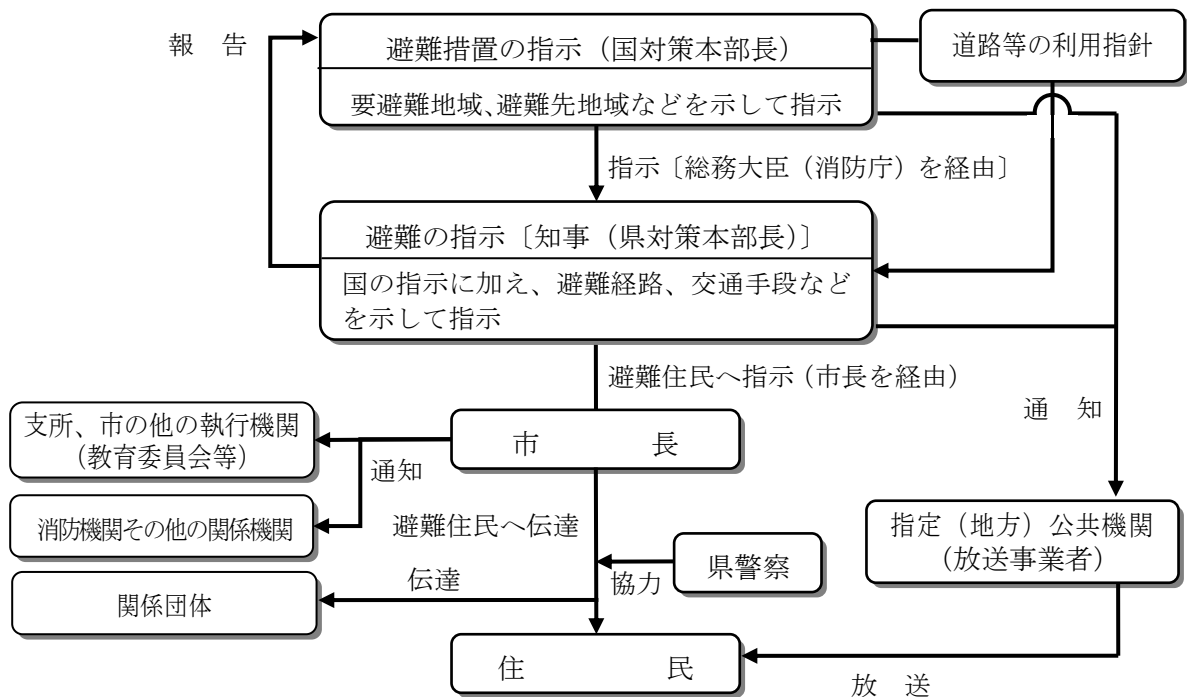 報　告
避難措置の指示（国対策本部長）
道路等の利用指針
要避難地域、避難先地域などを示して指示
指示〔総務大臣（消防庁）を経由〕
避難の指示〔知事（県対策本部長）〕
国の指示に加え、避難経路、交通手段など
を示して指示
避難住民へ指示（市長を経由）
通　知
支所、市の他の執行機関
（教育委員会等）
市　　　　長
通知
消防機関その他の関係機関
避難住民へ伝達
指定（地方）公共機関
（放送事業者）
県警察
協力
伝達
関係団体
住　　　　民
放　送